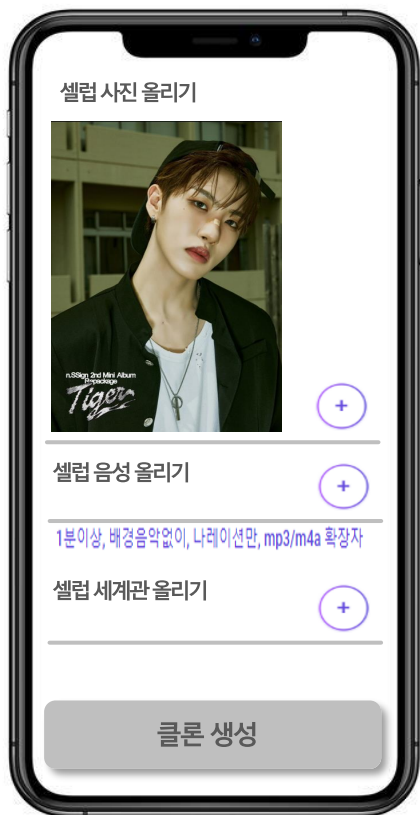 셀럽 사진 올리기
n.SSign 2nd Mini Album
Repackage
Tiger
+
셀럽 음성 올리기
+
1분이상, 배경음악없이, 나레이션만, mp3/m4a 확장자
셀럽 세계관 올리기
+
클론 생성